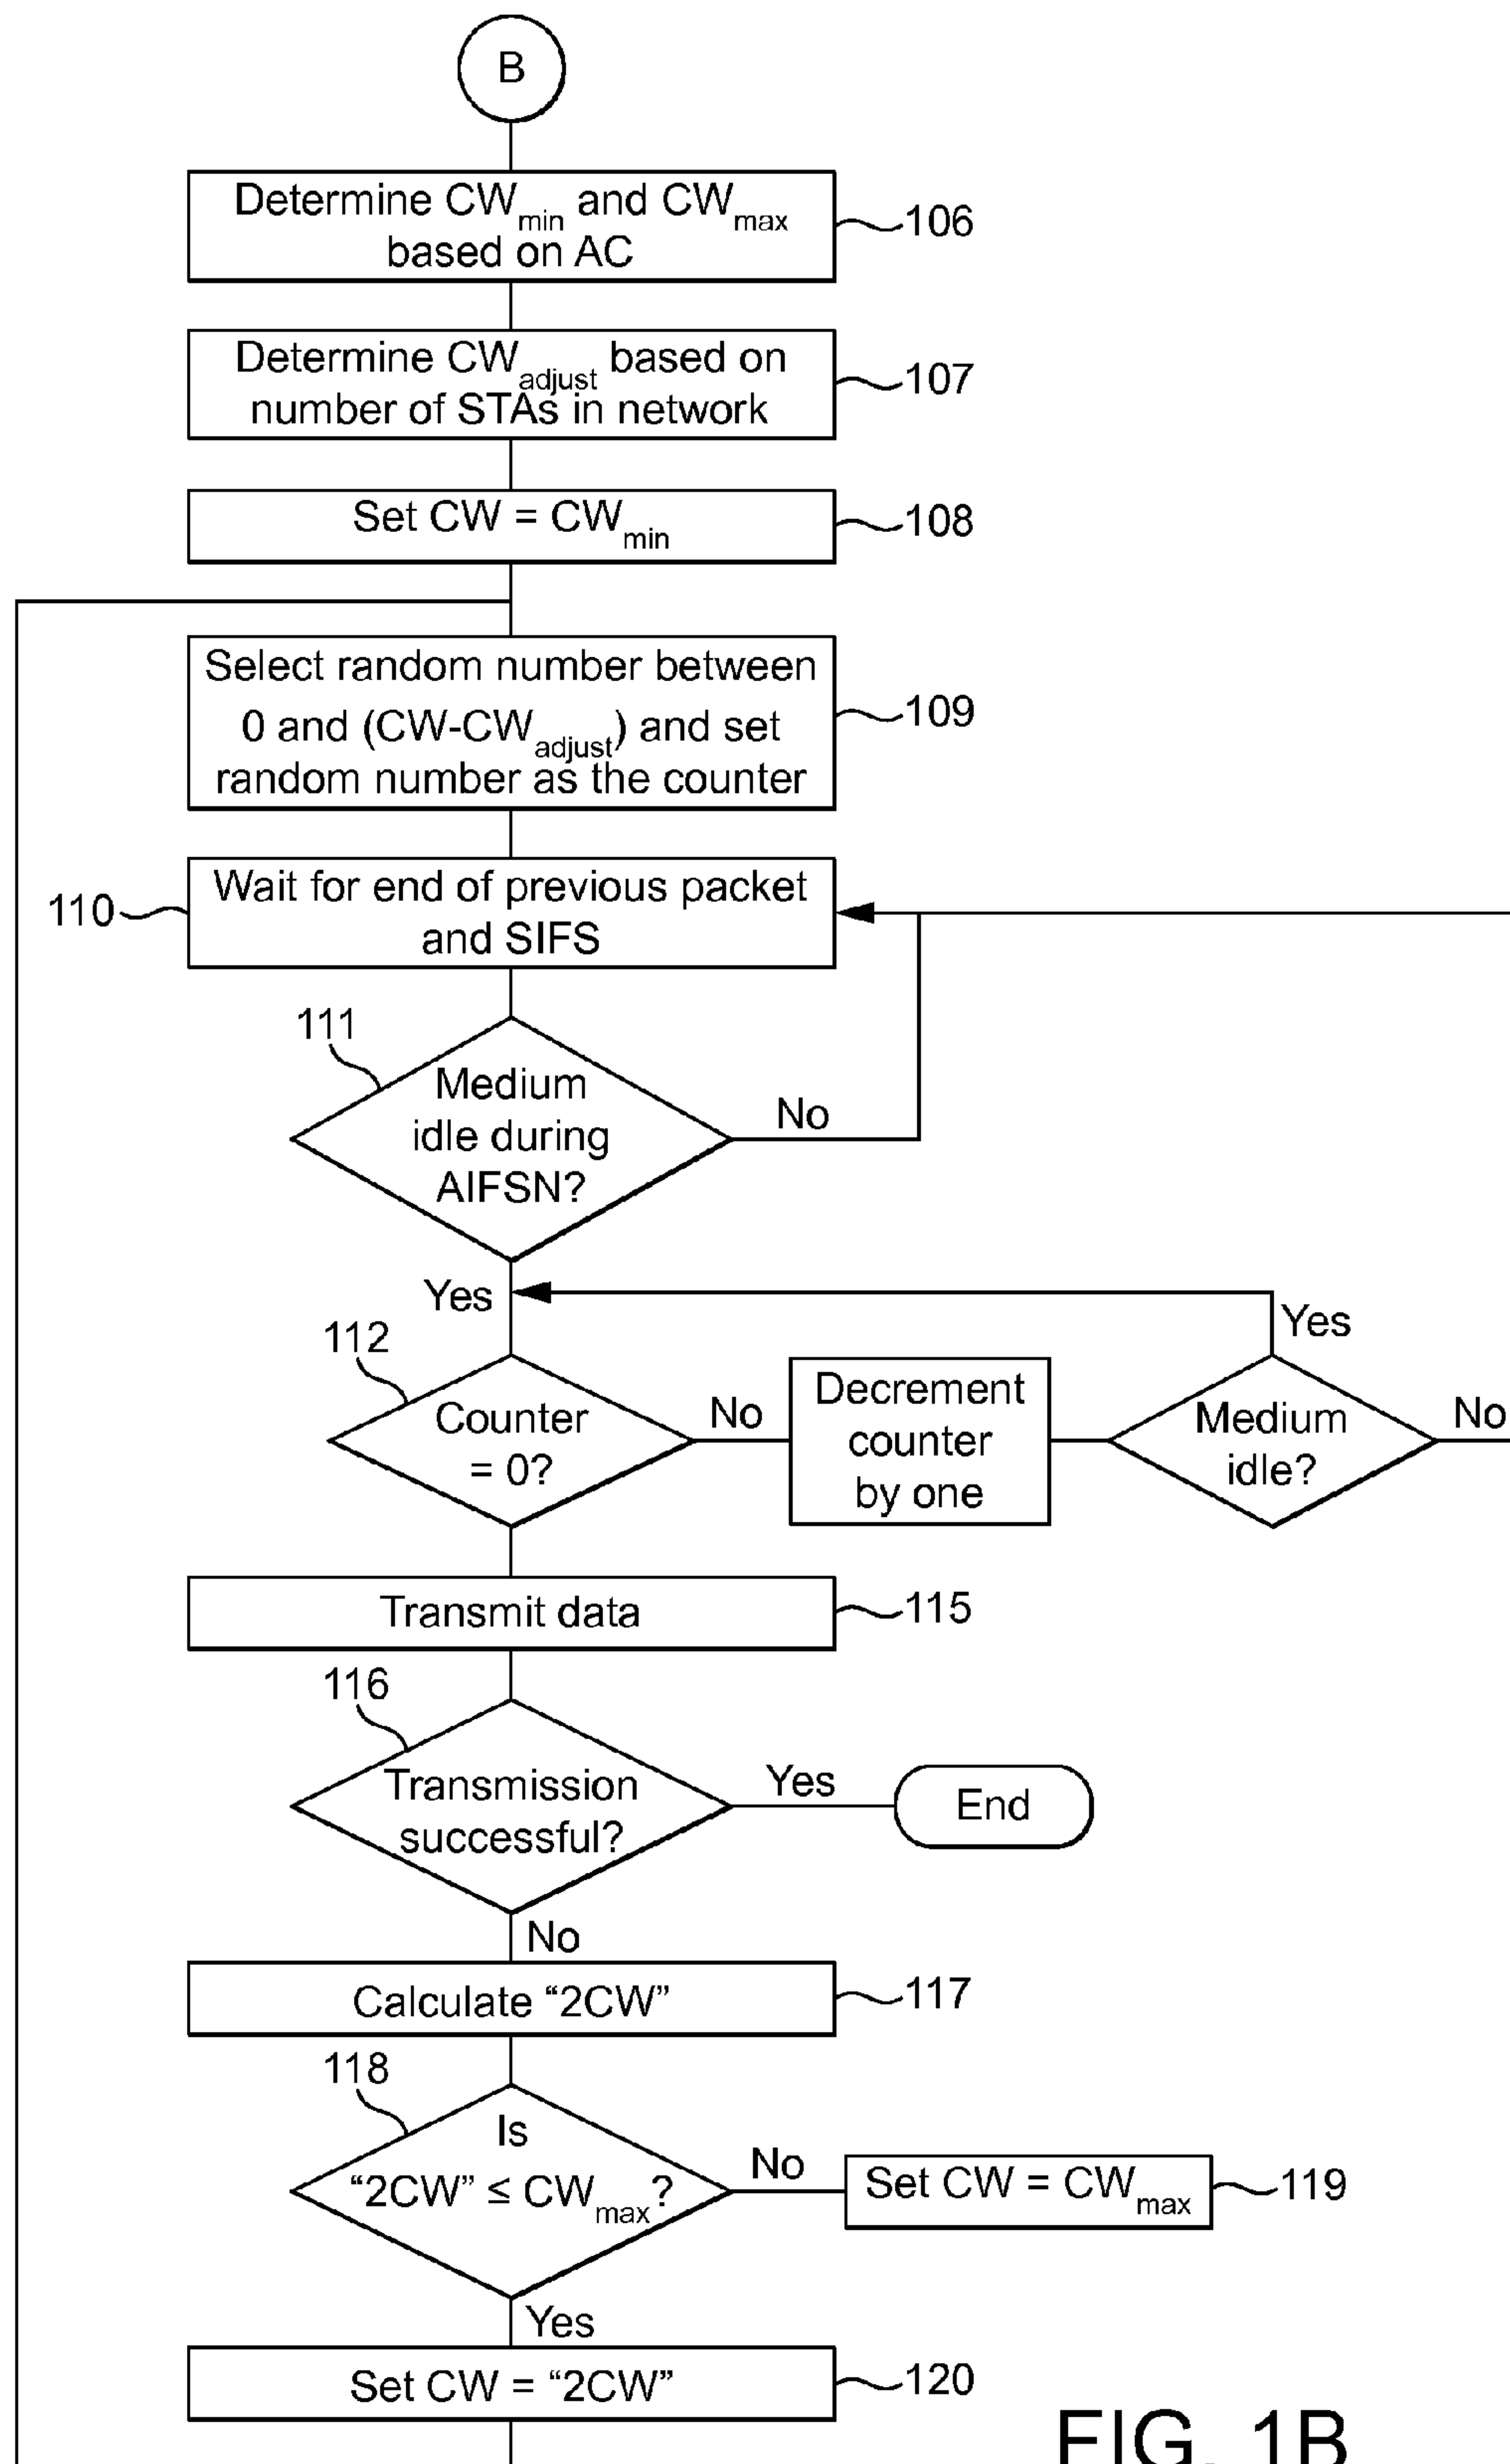 B
Determine CWmin and CWmax
based on AC
106
Determine CWadjust based on
number of STAs in network
107
Set CW = CWmin
108
Select random number between
0 and (CW-CWadjust) and set
random number as the counter
109
110
Wait for end of previous packet
and SIFS
111
Medium
idle during
AIFSN?
No
Yes
Yes
112
Counter
= 0?
No
Decrement
counter
by one
Medium
idle?
No
Transmit data
115
116
Transmission
successful?
Yes
End
No
Calculate “2CW”
117
118
Is
“2CW” ≤ CWmax?
No
Set CW = CWmax
119
Yes
Set CW = “2CW”
120
FIG. 1B